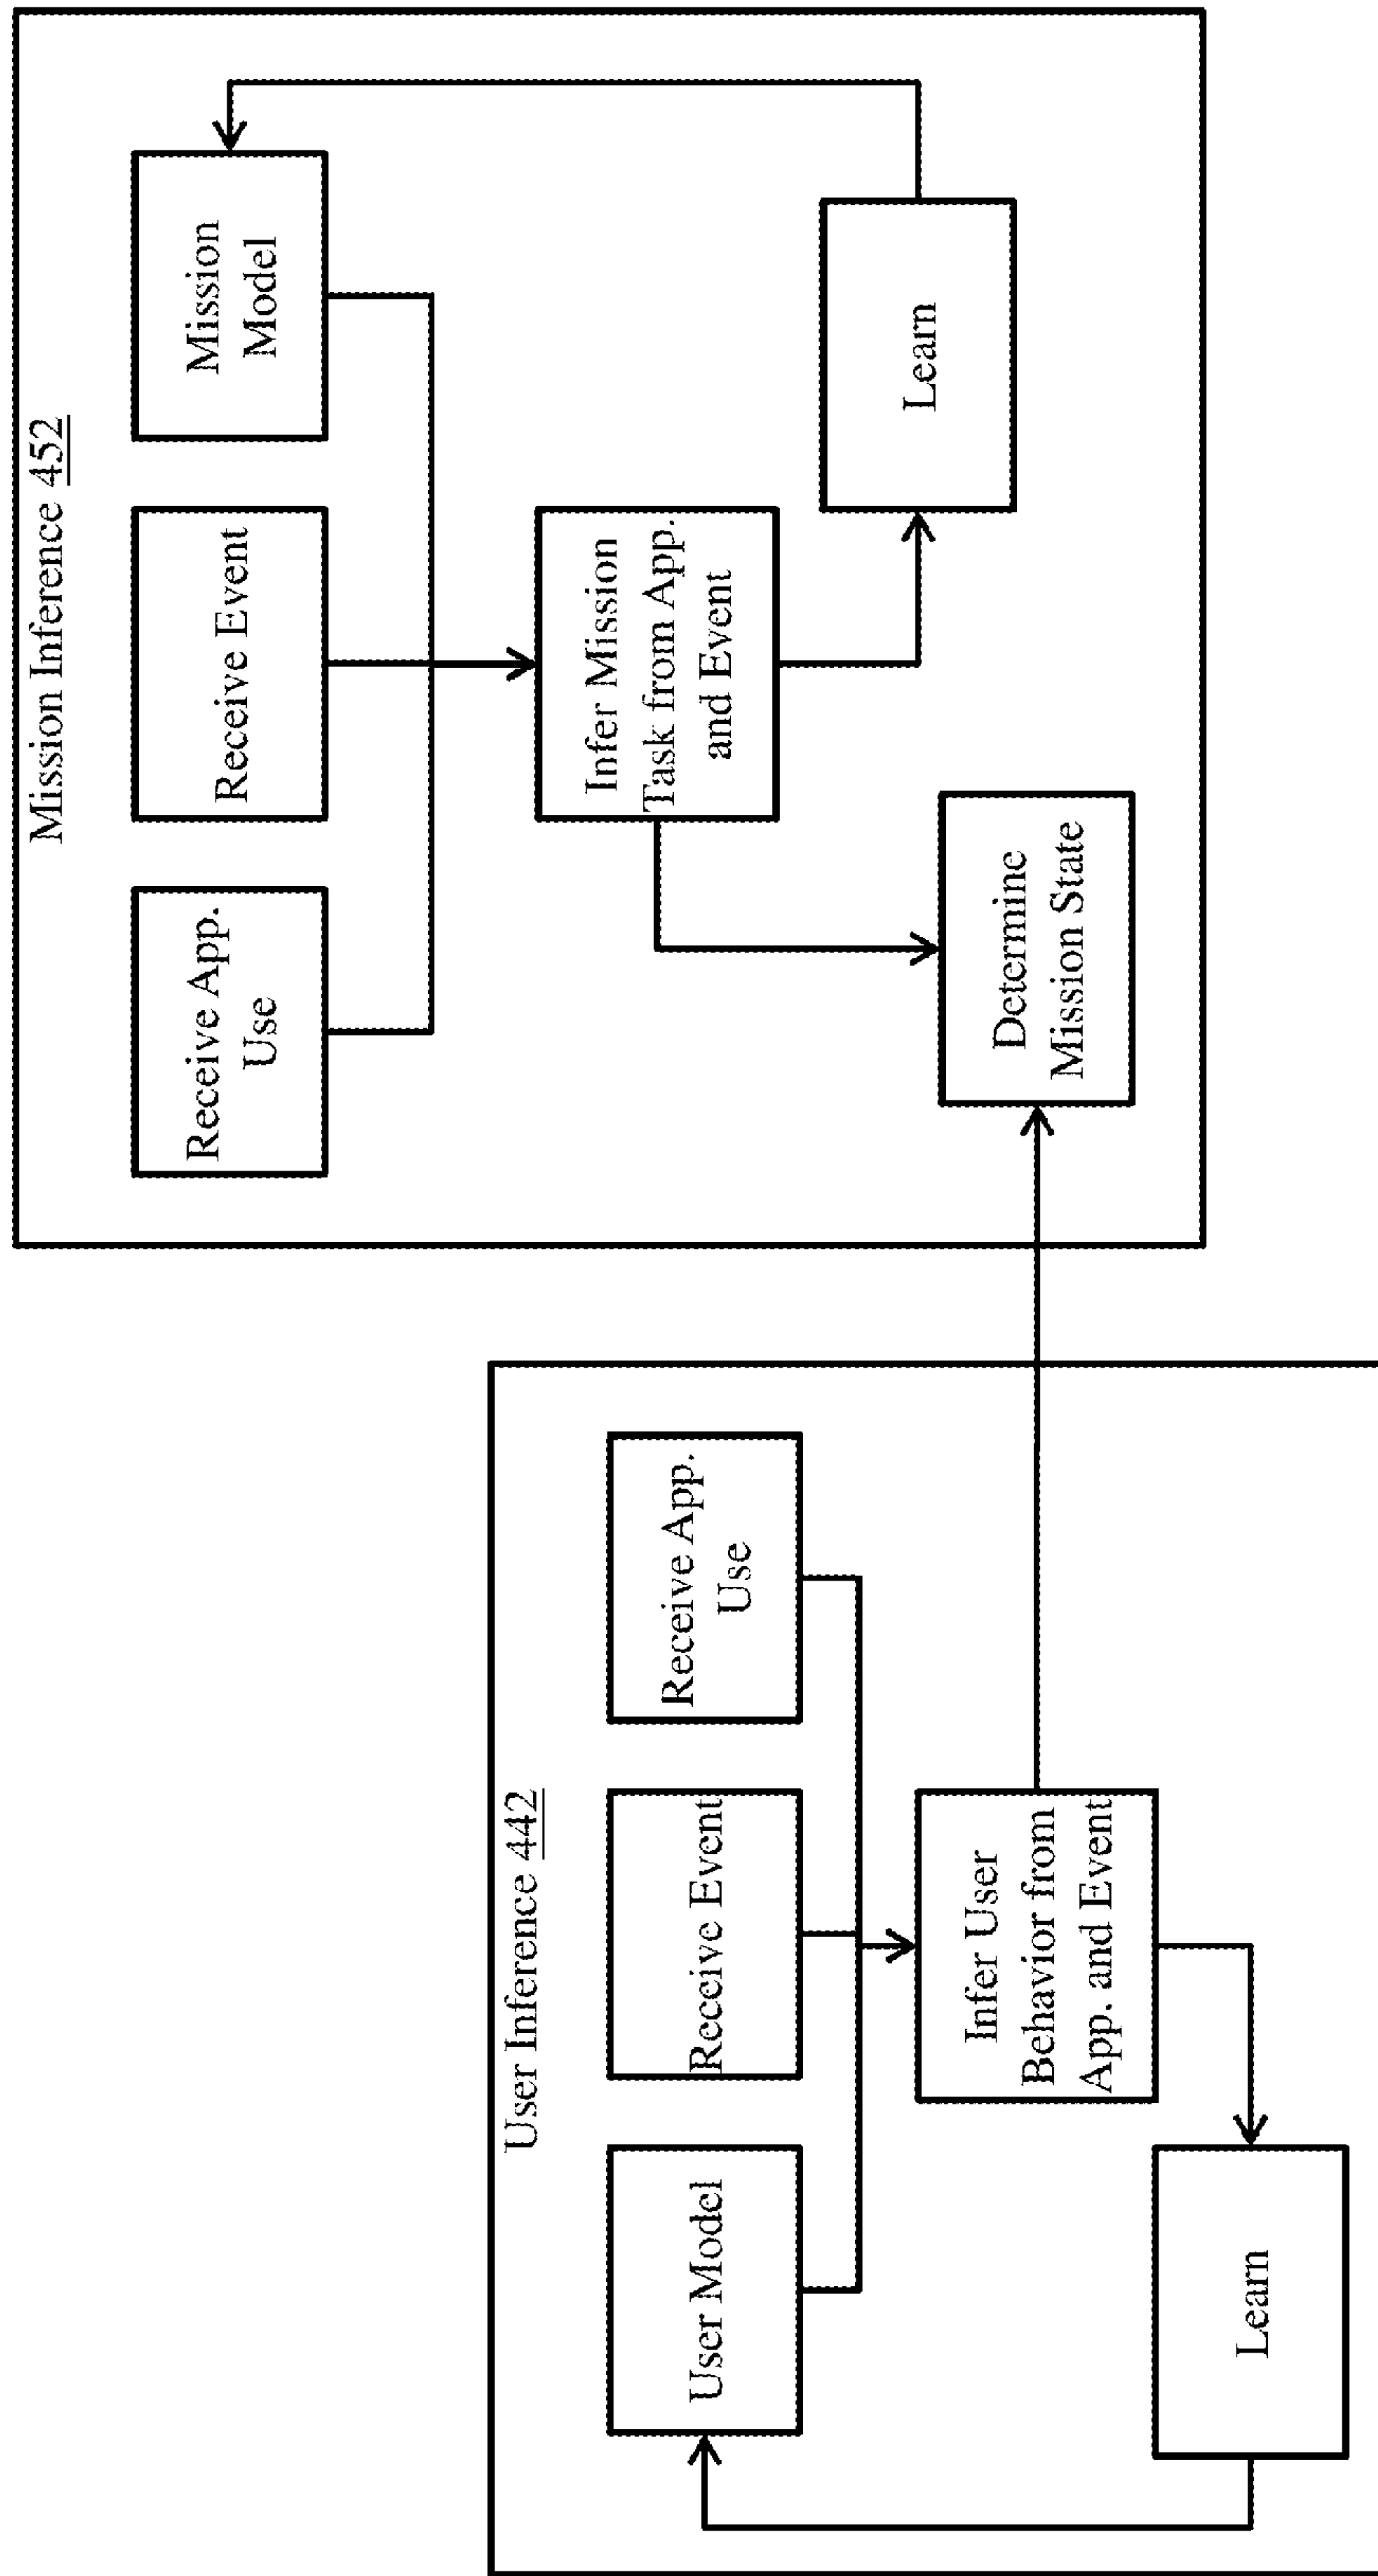 User Inference 442
User Model
Receive Event
Receive App.
Use
Infer User
Behavior from
App. and Event
Learn
Mission Inference 452
Receive App.
Use
Receive Event
Mission
Model
Infer Mission
Task from App.
and Event
Determine
Mission State
Learn